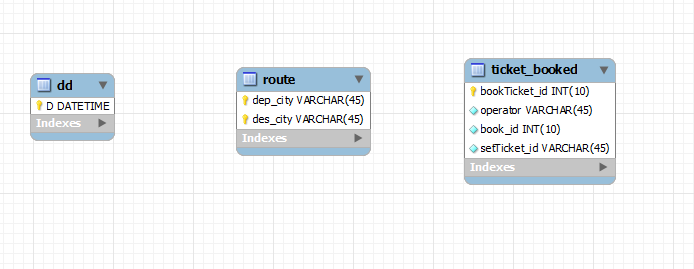 dd
D DATETIME
Indexes
route
dep_city VARCHAR(45)
des_city VARCHAR(45)
Indexes
ticket_booked
bookTicket_id INT(10)
operator VARCHAR(45)
book_id INT(10)
setTicket_id VARCHAR(45)
Indexes